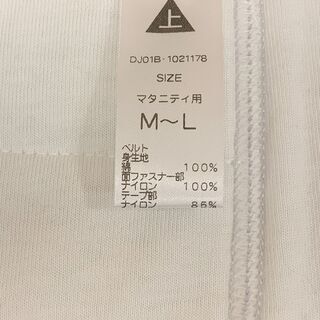 上
DJ01B-1021178
SIZE
マタニティ用
M～L
ベルト
身生地
綿 100%
面ファスナー部
ナイロン 100%
テープ部
ナイロン 86%